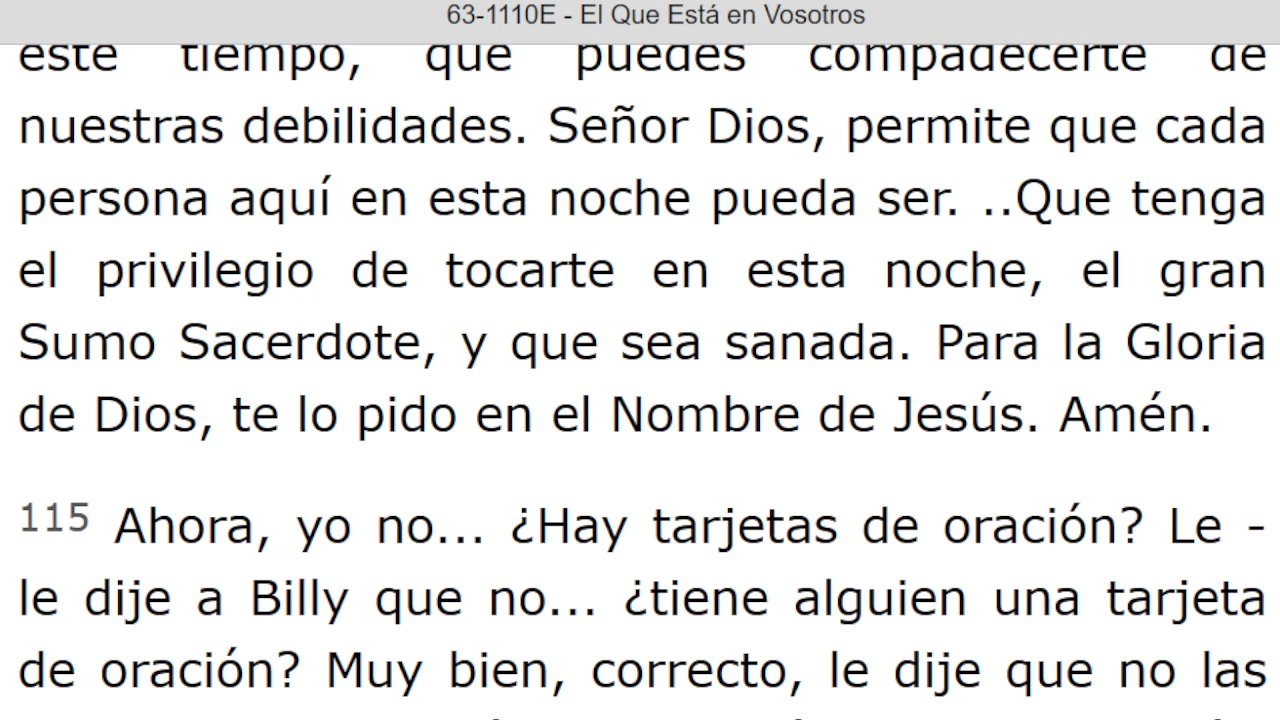 63-1110E - El Que Está en Vosotros
este tiempo, que puedes compadecerte de
nuestras debilidades. Señor Dios, permite que cada
persona aquí en esta noche pueda ser. ..Que tenga
el privilegio de tocarte en esta noche, el gran
Sumo Sacerdote, y que sea sanada. Para la Gloria
de Dios, te lo pido en el Nombre de Jesús. Amén.
115 Ahora, yo no... ¿Hay tarjetas de oración? Le -
le dije a Billy que no... ¿tiene alguien una tarjeta
de oración? Muy bien, correcto, le dije que no las